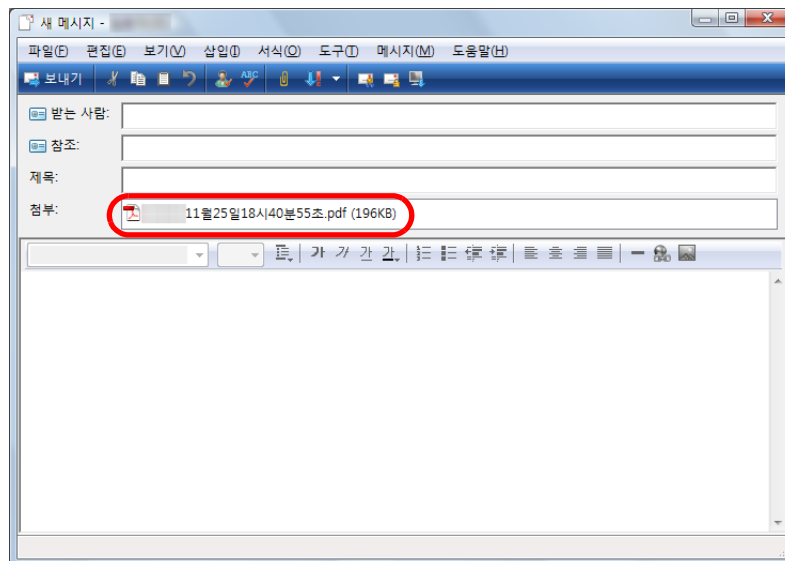 새 메시지 -
파일(F) 편집(E) 보기(V) 삽입(I) 서식(O) 도구(T) 메시지(M) 도움말(H)
보내기 ABC
받는 사람:
참조:
제목:
첨부: 11월25일18시40분55초.pdf (196KB)
가 가 가 가